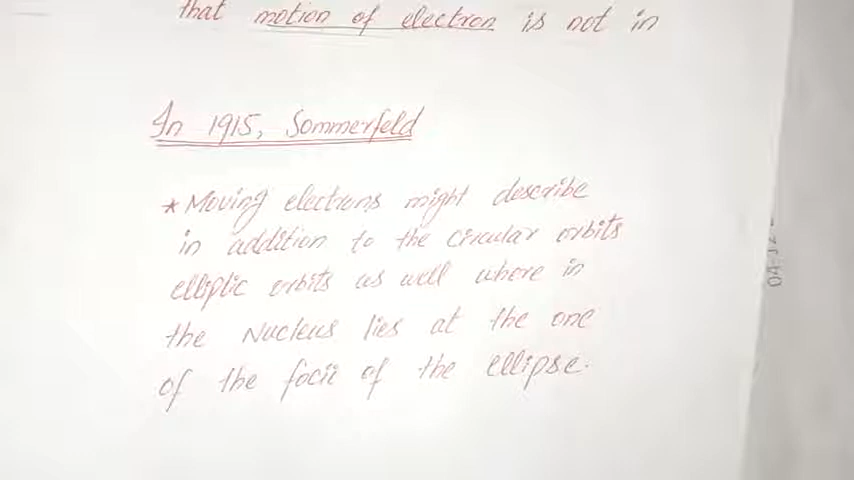 that motion of electron is not in
In 1915, Sommerfeld
* Moving electrons might describe
in addition to the circular orbits
elliptic orbits as well where in
the Nucleus lies at the one
of the focii of the ellipse.